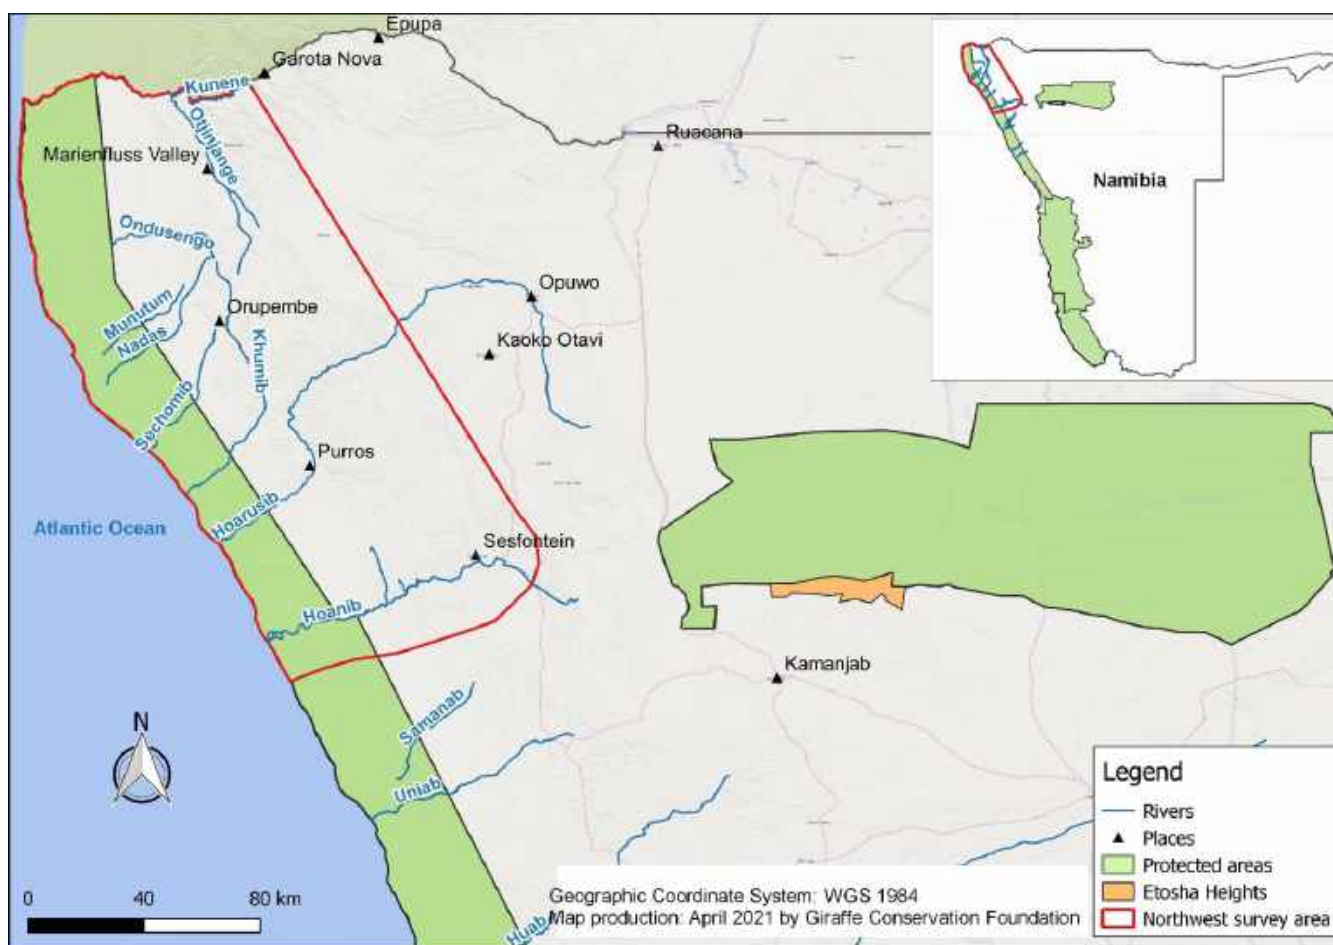 Epupa
Garota Nova
Kunene
Otjinjange
Ruacana
Marienfluss Valley
Namibia
Ondusengo
Opuwo
Munutum
Orupembe
Nadas
Khumib
Kaoko Otavi
Sechomib
Purros
Hoarusib
Atlantic Ocean
Sesfontein
Hoanib
Kamanjab
Samanab
N
Uniab
Legend
Rivers
Places
Protected areas
Etosha Heights
Northwest survey area
0 40 80 km
Geographic Coordinate System: WGS 1984
Map production: April 2021 by Giraffe Conservation Foundation
Huab